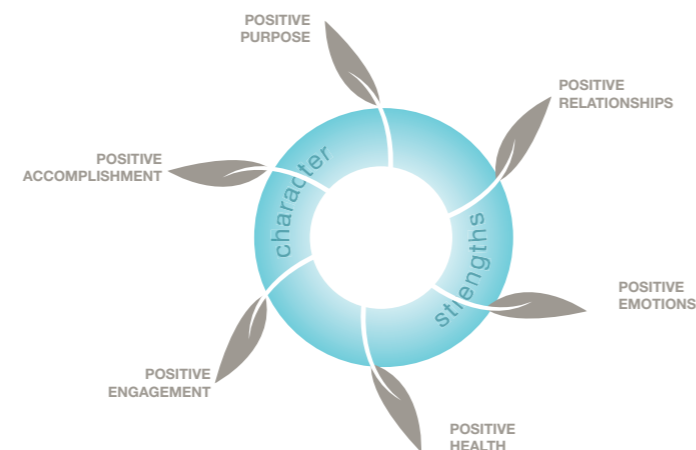 POSITIVE
PURPOSE
POSITIVE
RELATIONSHIPS
POSITIVE
ACCOMPLISHMENT
character
strengths
POSITIVE
EMOTIONS
POSITIVE
ENGAGEMENT
POSITIVE
HEALTH